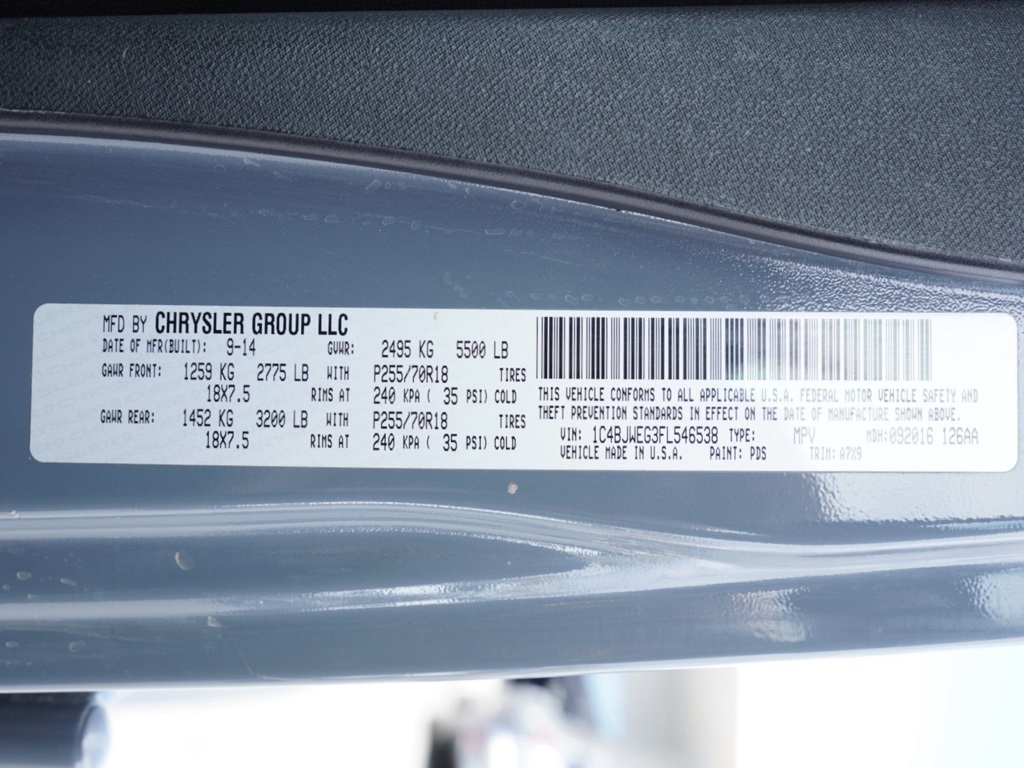 MFD BY CHRYSLER GROUP LLC
DATE OF MFR(BUILT): 9-14 GVWR: 2495 KG 5500 LB
GAWR FRONT: 1259 KG 2775 LB WITH P255/70R18 TIRES
18X7.5 RIMS AT 240 KPA ( 35 PSI) COLD
GAWR REAR: 1452 KG 3200 LB WITH P255/70R18 TIRES
18X7.5 RIMS AT 240 KPA ( 35 PSI) COLD
THIS VEHICLE CONFORMS TO ALL APPLICABLE U.S.A. FEDERAL MOTOR VEHICLE SAFETY AND
THEFT PREVENTION STANDARDS IN EFFECT ON THE DATE OF MANUFACTURE SHOWN ABOVE.
VIN: 1C4BJWEG3FL546538 TYPE: MPV MDH: 092016 126AA
VEHICLE MADE IN U.S.A. PAINT: PDS TRIM: A7X9